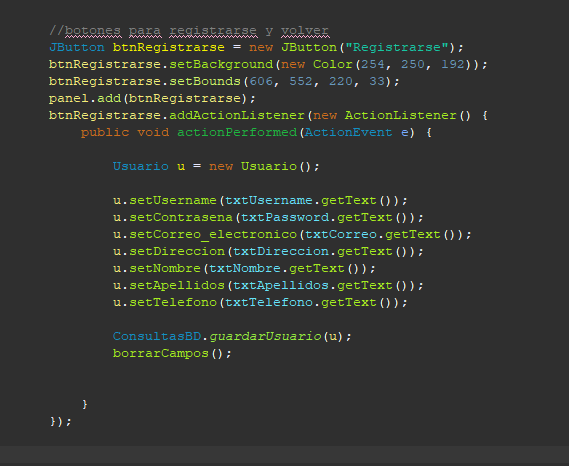 //botones para registrarse y volver
JButton btnRegistrarse = new JButton("Registrarse");
btnRegistrarse.setBackground(new Color(254, 250, 192));
btnRegistrarse.setBounds(606, 552, 220, 33);
panel.add(btnRegistrarse);
btnRegistrarse.addActionListener(new ActionListener() {
    public void actionPerformed(ActionEvent e) {
        Usuario u = new Usuario();
        u.setUsername(txtUsername.getText());
        u.setContrasena(txtPassword.getText());
        u.setCorreo_electronico(txtCorreo.getText());
        u.setDireccion(txtDireccion.getText());
        u.setNombre(txtNombre.getText());
        u.setApellidos(txtApellidos.getText());
        u.setTelefono(txtTelefono.getText());
        ConsultasBD.guardarUsuario(u);
        borrarCampos();
    }
});